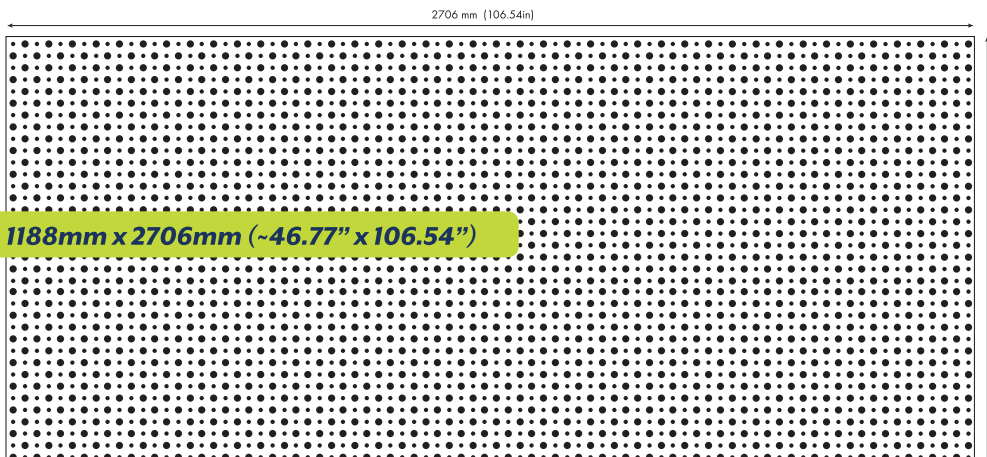 2706 mm (106.54in)
1188mm x 2706mm (~46.77” x 106.54”)